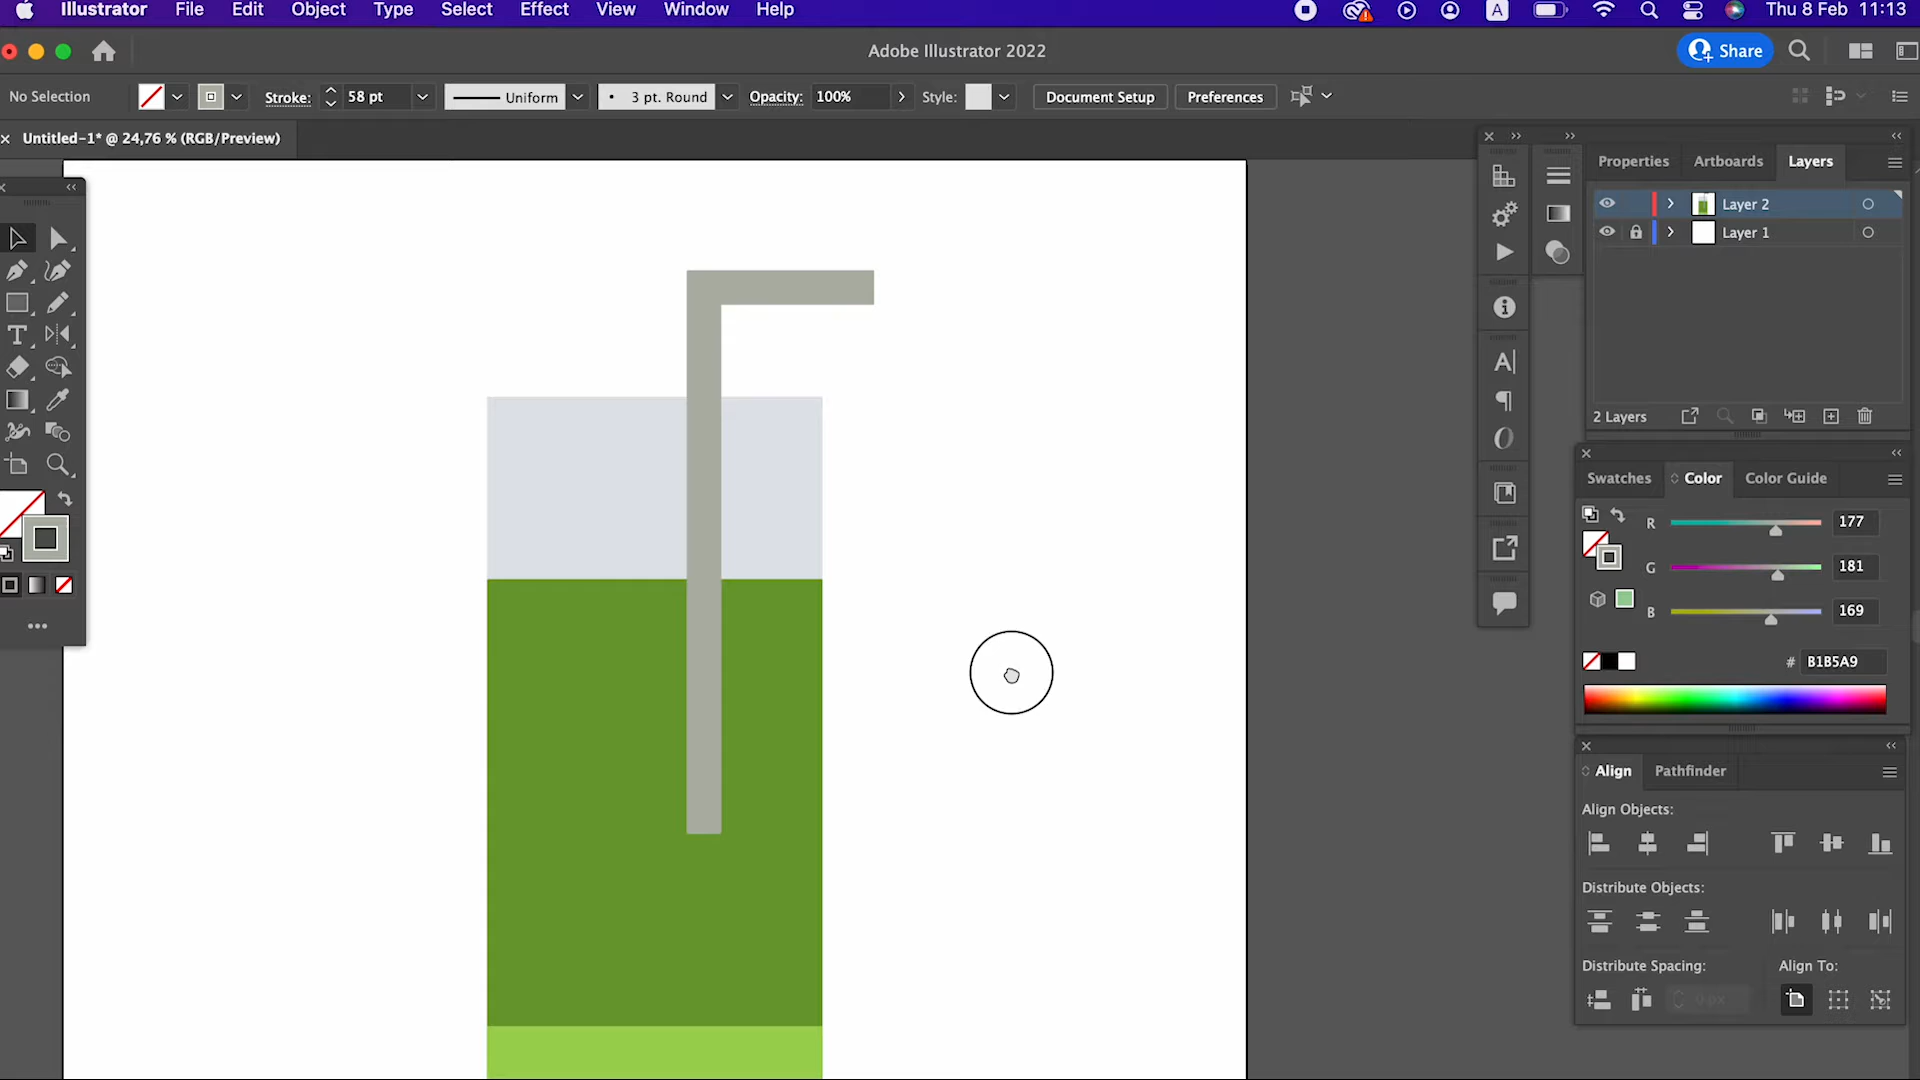 Illustrator File Edit Object Type Select Effect View Window Help A Thu 8 Feb 11:13
Adobe Illustrator 2022
Share
No Selection Stroke: 58 pt Uniform 3 pt. Round Opacity: 100% Style: Document Setup Preferences
Untitled-1* @ 24,76 % (RGB/Preview)
Properties Artboards Layers
Layer 2
Layer 1
2 Layers
Swatches Color Color Guide
R 177
G 181
B 169
# B1B5A9
Align Pathfinder
Align Objects:
Distribute Objects:
Distribute Spacing: Align To:
0 px